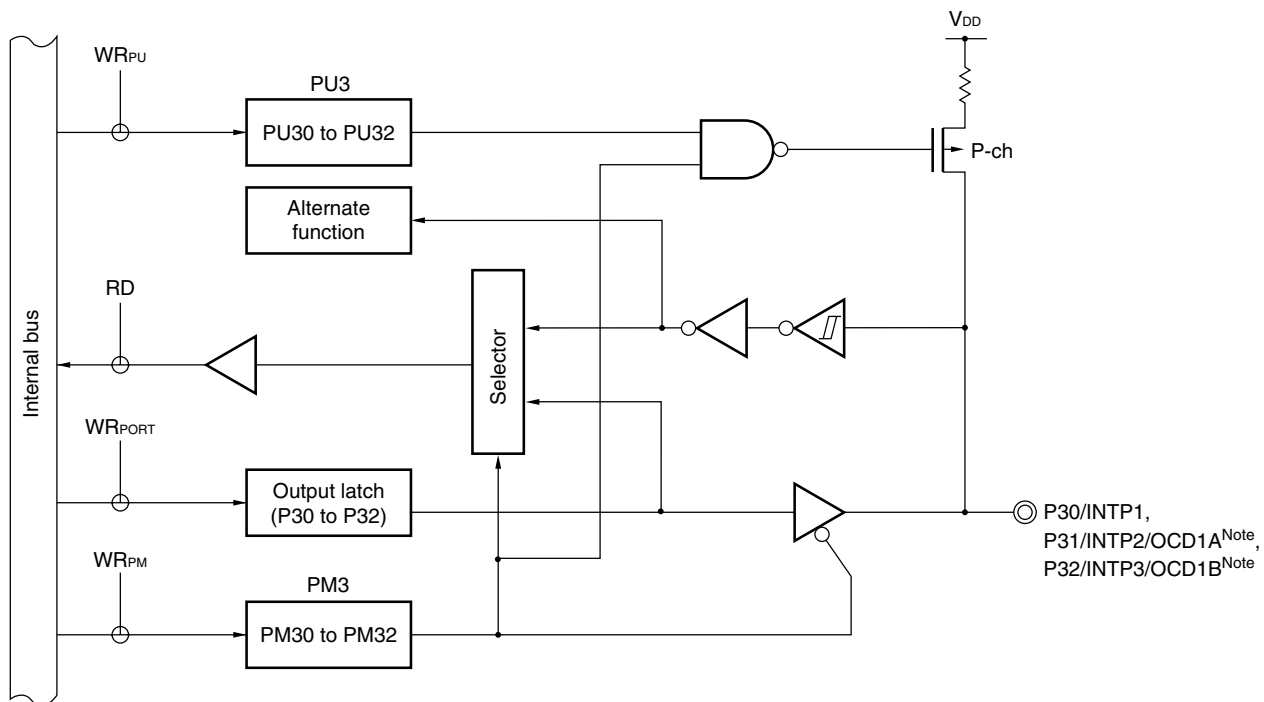 VDD
WRPU
PU3
PU30 to PU32
P-ch
Alternate
function
RD
Internal bus
Selector
WRPORT
Output latch
(P30 to P32)
P30/INTP1,
P31/INTP2/OCD1ANote,
P32/INTP3/OCD1BNote
WRPM
PM3
PM30 to PM32